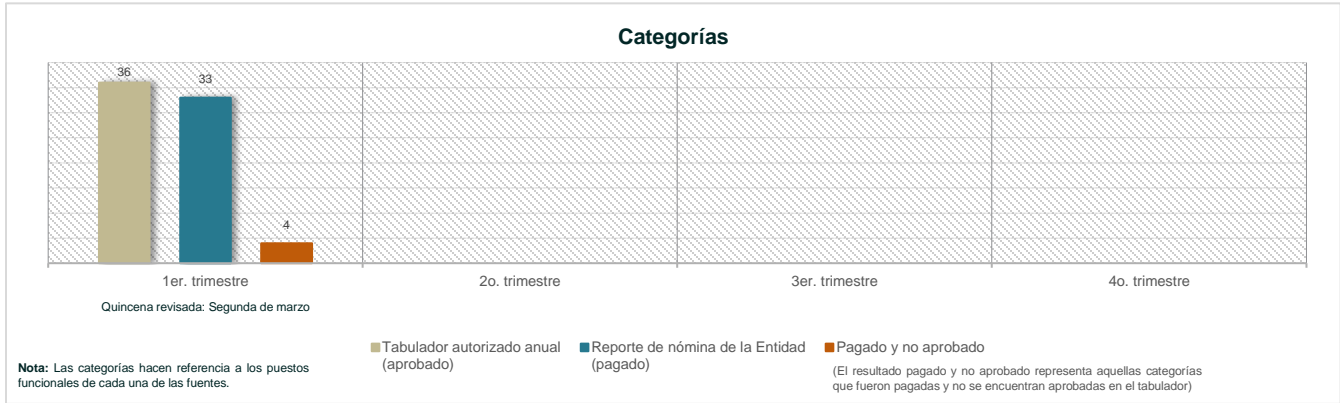 Categorías
36
33
4
1er. trimestre
2o. trimestre
3er. trimestre
4o. trimestre
Quincena revisada: Segunda de marzo
Tabulador autorizado anual
(aprobado)
Reporte de nómina de la Entidad
(pagado)
Pagado y no aprobado
(El resultado pagado y no aprobado representa aquellas categorías
que fueron pagadas y no se encuentran aprobadas en el tabulador)
Nota: Las categorías hacen referencia a los puestos
funcionales de cada una de las fuentes.